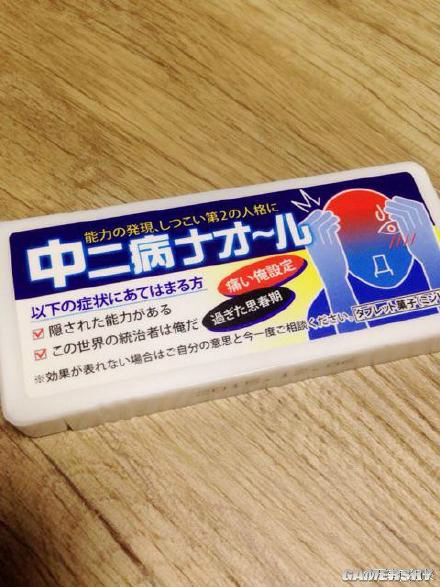 能力の発現、しつこい第2の人格に
中二病ナオ〜ル
以下の症状にあてはまる方
痛い俺設定
過ぎた思春期
隠された能力がある
この世界の統治者は俺だ
※効果が表れない場合はご自分の意思と今一度ご相談ください。
タブレット菓子
ミン
GAMERSKY